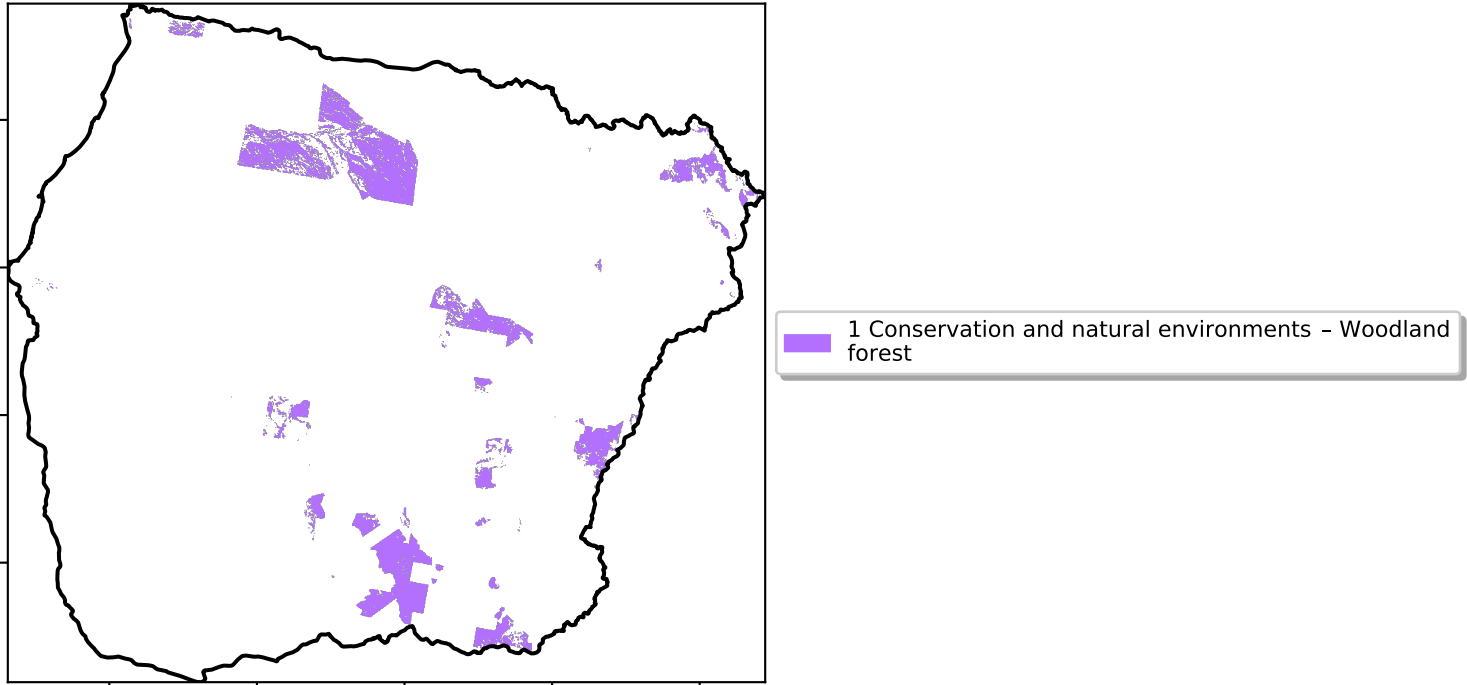 1 Conservation and natural environments – Woodland
forest